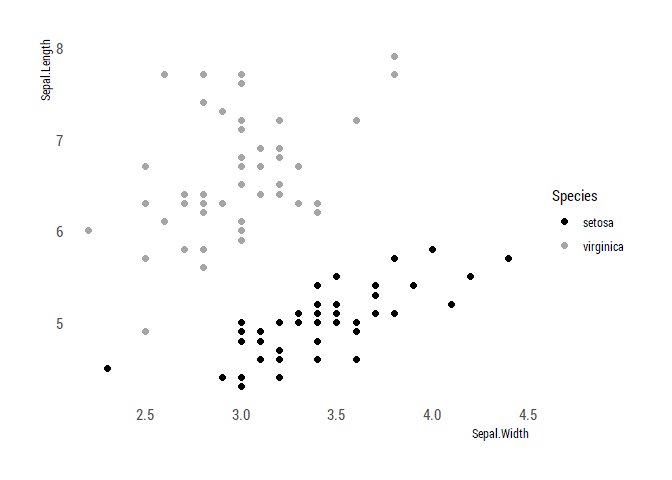 Sepal.Length
8
7
6
5
2.5 3.0 3.5 4.0 4.5
Sepal.Width
Species
setosa
virginica